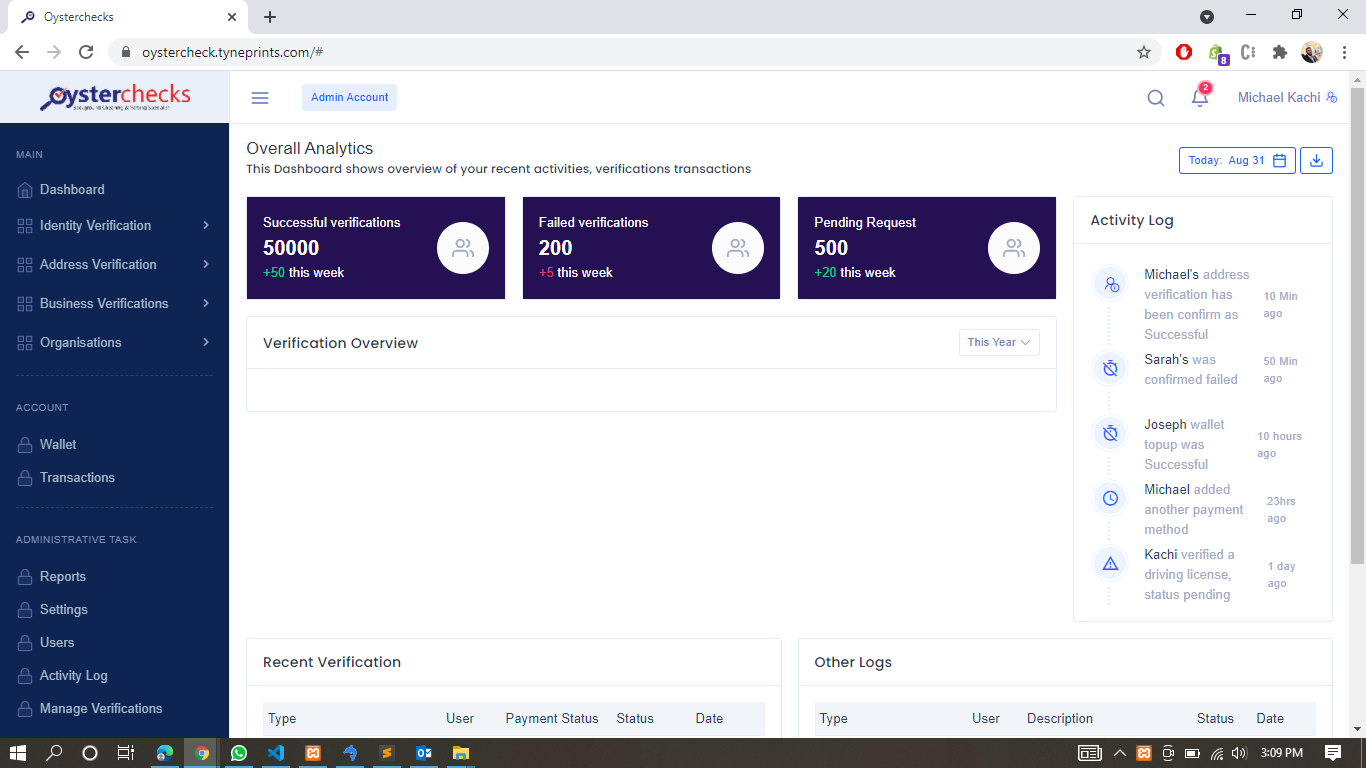 Oysterchecks
oystercheck.tyneprints.com/#
8
Oysterchecks
Background Cleaning & Vetting Specialist
Admin Account
2
Michael Kachi
MAIN
Dashboard
Identity Verification
Address Verification
Business Verifications
Organisations
ACCOUNT
Wallet
Transactions
ADMINISTRATIVE TASK
Reports
Settings
Users
Activity Log
Manage Verifications
Overall Analytics
This Dashboard shows overview of your recent activities, verifications transactions
Today: Aug 31
Successful verifications
50000
+50 this week
Failed verifications
200
+5 this week
Pending Request
500
+20 this week
Verification Overview
This Year
Activity Log
Michael's address
verification has
been confirm as
Successful
10 Min
ago
Sarah's was
confirmed failed
50 Min
ago
Joseph wallet
topup was
Successful
10 hours
ago
Michael added
another payment
method
23hrs
ago
Kachi verified a
driving license,
status pending
1 day
ago
Recent Verification
Type User Payment Status Status Date
Other Logs
Type User Description Status Date
3:09 PM